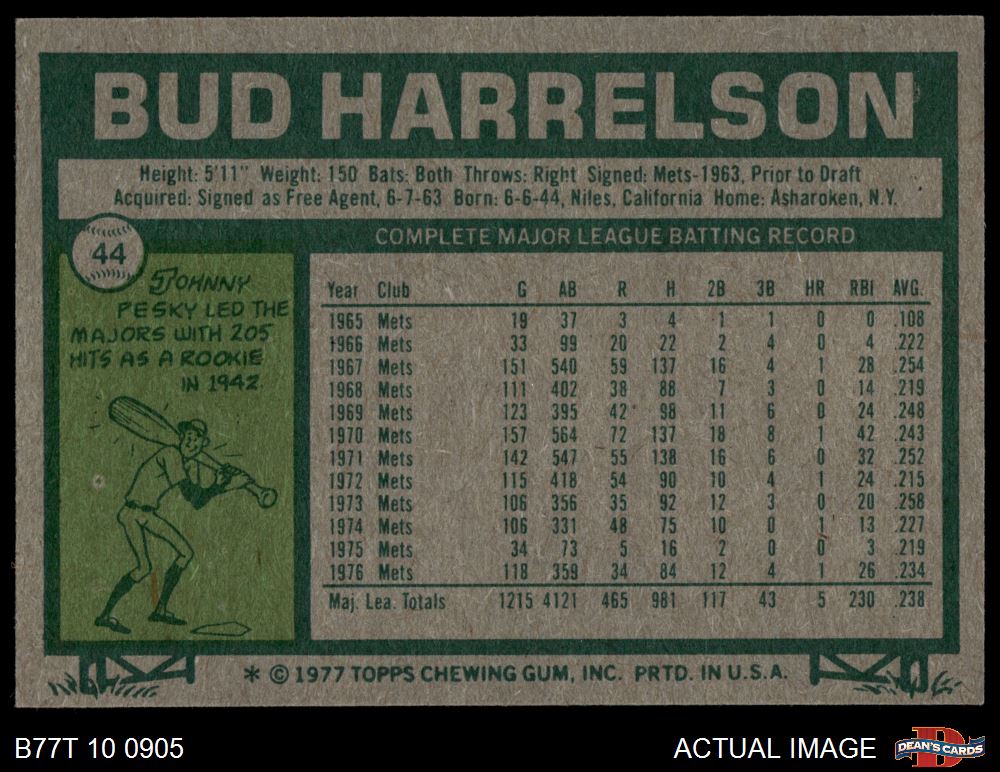 BUD HARRELSON
Height: 5'11" Weight: 150 Bats: Both Throws: Right Signed: Mets-1963, Prior to Draft
Acquired: Signed as Free Agent, 6-7-63 Born: 6-6-44, Niles, California Home: Asharoken, N.Y.
44
JOHNNY
PESKY LED THE
MAJORS WITH 205
HITS AS A ROOKIE
IN 1942.
COMPLETE MAJOR LEAGUE BATTING RECORD
Year Club G AB R H 2B 3B HR RBI AVG.
1965 Mets 19 37 3 4 1 1 0 0 .108
1966 Mets 33 99 20 22 2 4 0 4 .222
1967 Mets 151 540 59 137 16 4 1 28 .254
1968 Mets 111 402 38 88 7 3 0 14 .219
1969 Mets 123 395 42 98 11 6 0 24 .248
1970 Mets 157 564 72 137 18 8 1 42 .243
1971 Mets 142 547 55 138 16 6 0 32 .252
1972 Mets 115 418 54 90 10 4 1 24 .215
1973 Mets 106 356 35 92 12 3 0 20 .258
1974 Mets 106 331 48 75 10 0 1 13 .227
1975 Mets 34 73 5 16 2 0 0 3 .219
1976 Mets 118 359 34 84 12 4 1 26 .234
Maj. Lea. Totals 1215 4121 465 981 117 43 5 230 .238
* © 1977 TOPPS CHEWING GUM, INC. PRTD. IN U.S.A.
B77T 10 0905
ACTUAL IMAGE
D
DEAN'S CARDS